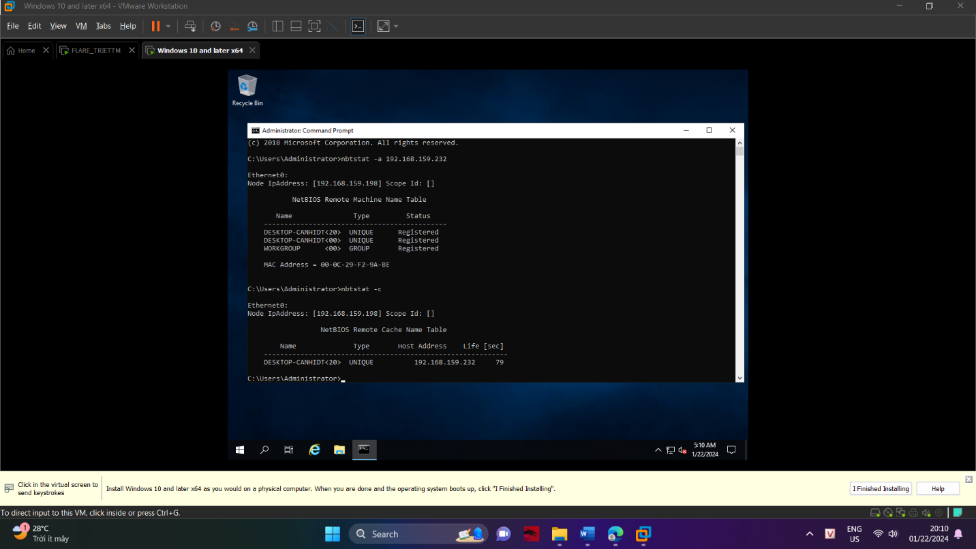 Windows 10 and later x64 - VMware Workstation
File Edit View VM Tabs Help
Home FLARE_TRIETTM Windows 10 and later x64
Recycle Bin
Administrator: Command Prompt
(c) 2018 Microsoft Corporation. All rights reserved.
C:\Users\Administrator>nbtstat -a 192.168.159.232
Ethernet0:
Node IpAddress: [192.168.159.198] Scope Id: []
NetBIOS Remote Machine Name Table
Name Type Status
---------------------------------------------
DESKTOP-CANHIDT<20> UNIQUE Registered
DESKTOP-CANHIDT<00> UNIQUE Registered
WORKGROUP <00> GROUP Registered
MAC Address = 00-0C-29-F2-9A-BE
C:\Users\Administrator>nbtstat -c
Ethernet0:
Node IpAddress: [192.168.159.198] Scope Id: []
NetBIOS Remote Cache Name Table
Name Type Host Address Life [sec]
------------------------------------------------------------
DESKTOP-CANHIDT<20> UNIQUE 192.168.159.232 79
C:\Users\Administrator>
5:10 AM
1/22/2024
Click in the virtual screen to
send keystrokes
Install Windows 10 and later x64 as you would on a physical computer. When you are done and the operating system boots up, click "I Finished Installing".
I Finished Installing Help
To direct input to this VM, click inside or press Ctrl+G.
1
28°C
Trời ít mây
Search
V
ENG
US
20:10
01/22/2024